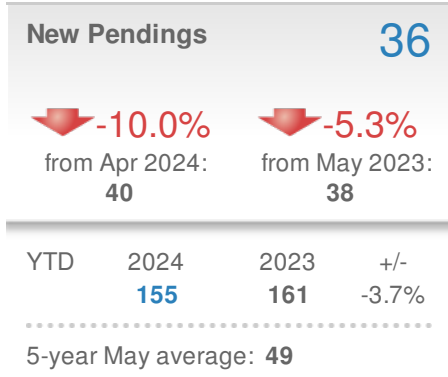 New Pendings 36
-10.0% -5.3%
from Apr 2024: from May 2023:
40 38
YTD 2024 2023 +/-
155 161 -3.7%
5-year May average: 49